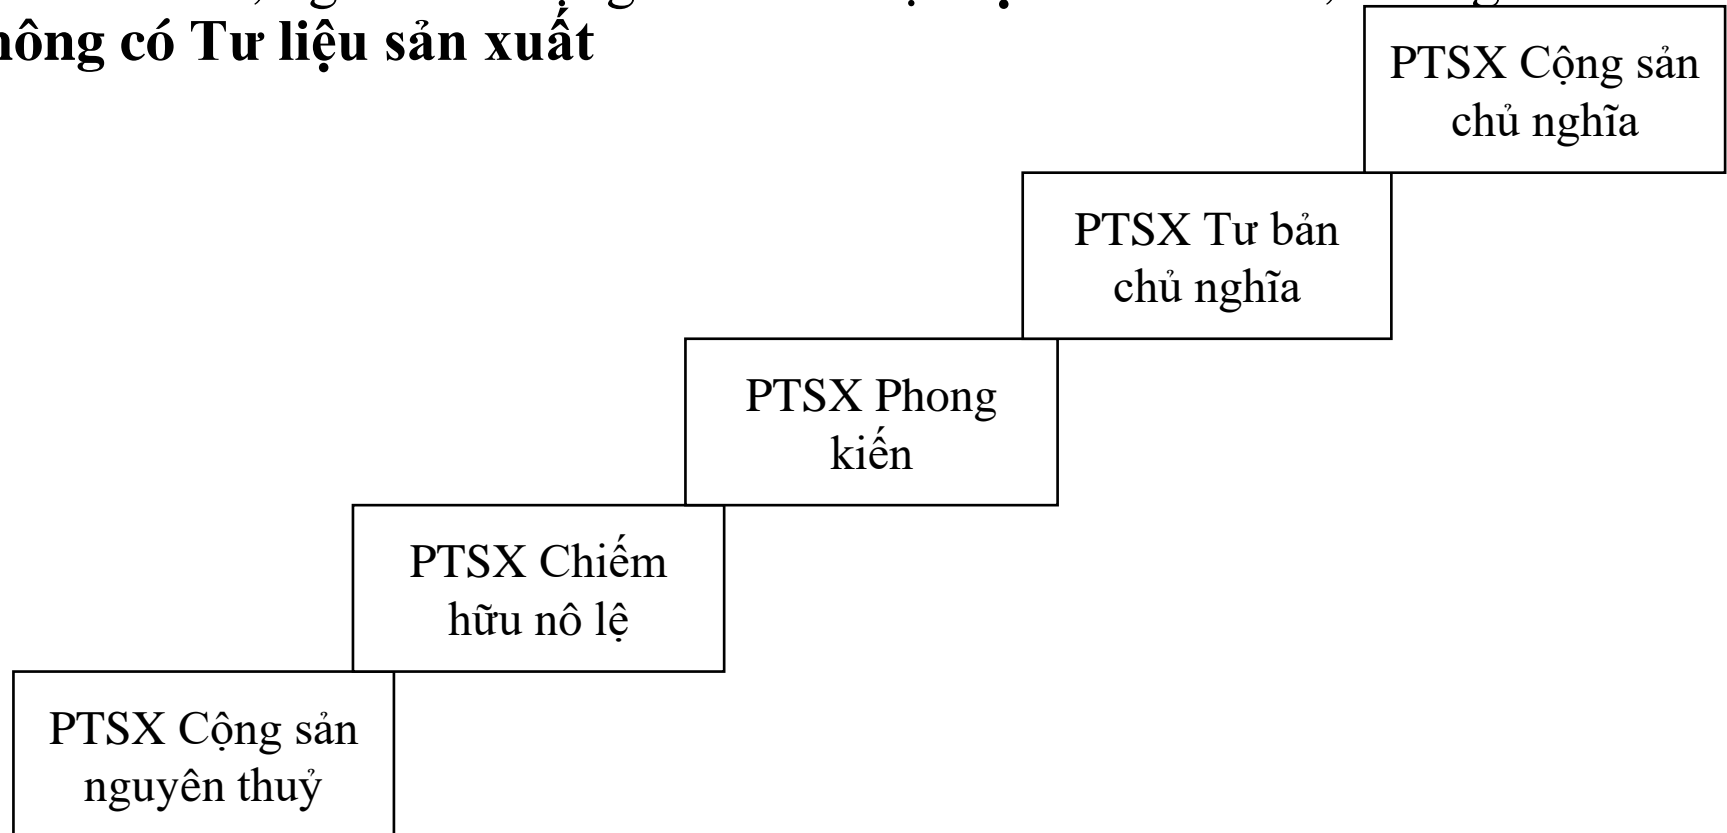 có Tư liệu sản xuất
PTSX Cộng sản
chủ nghĩa
PTSX Tư bản
chủ nghĩa
PTSX Phong
kiến
PTSX Chiếm
hữu nô lệ
PTSX Cộng sản
nguyên thuỷ